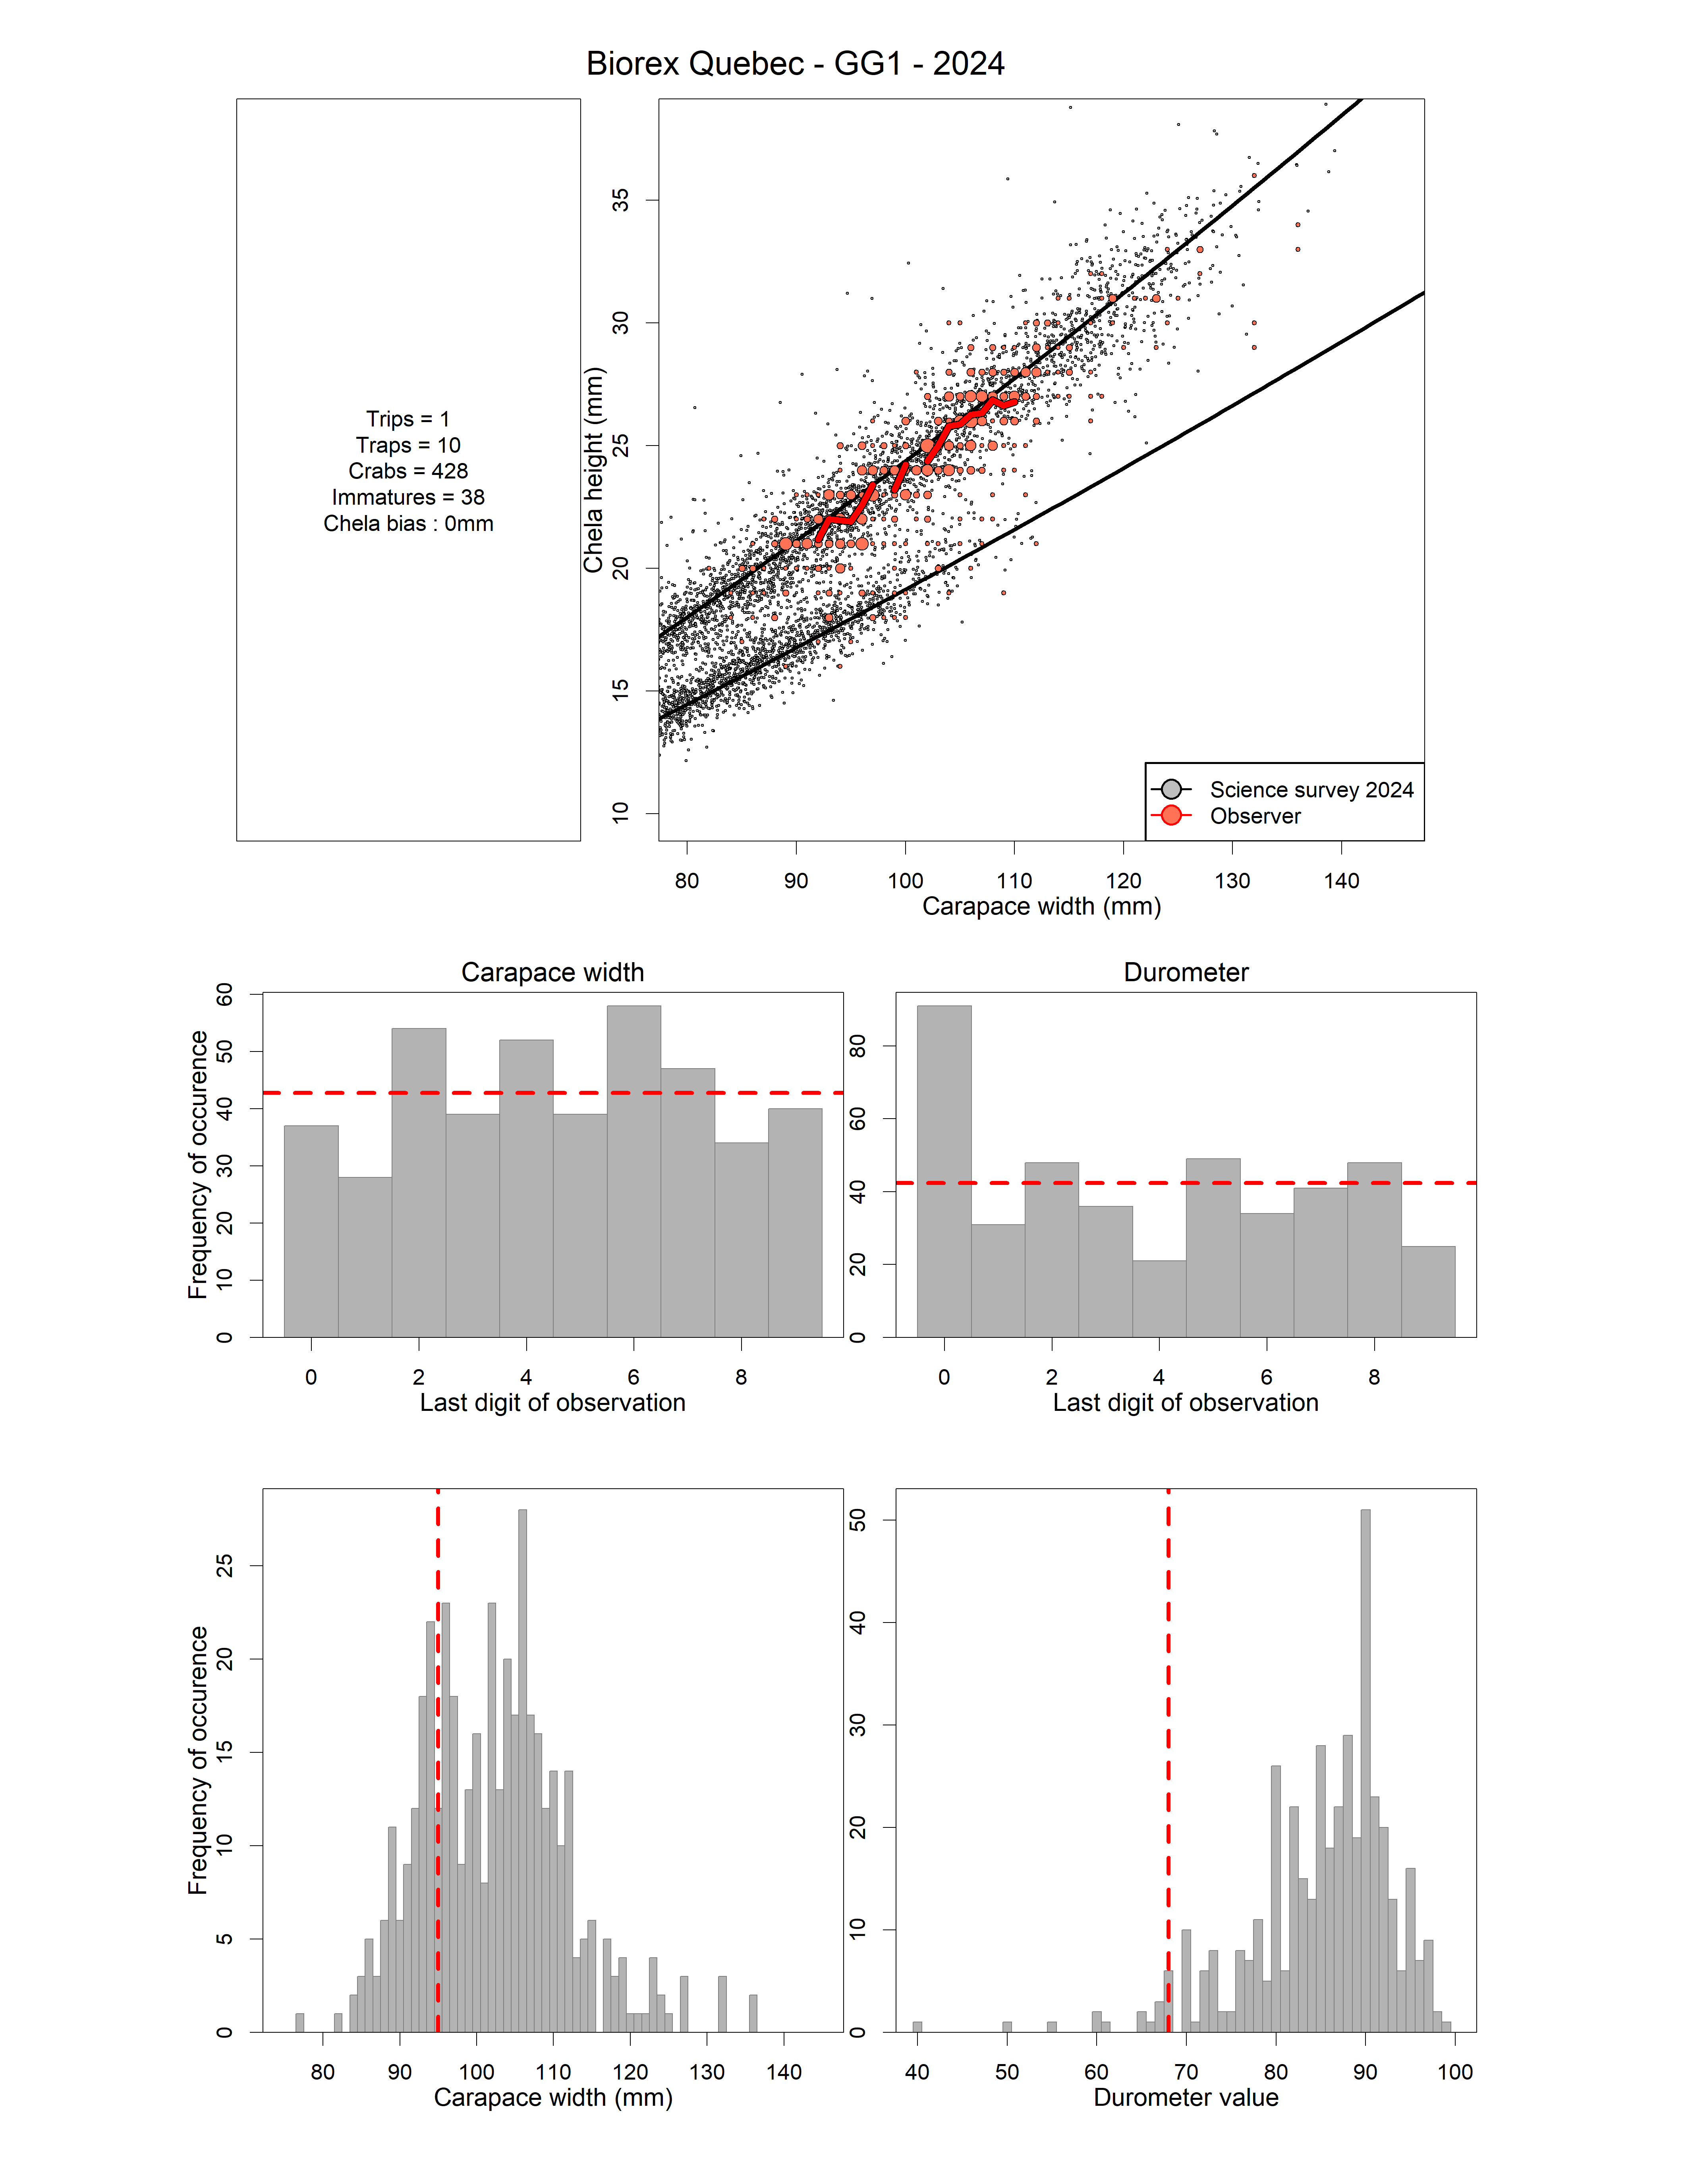 Biorex Quebec - GG1 - 2024
Trips = 1
Traps = 10
Crabs = 428
Immatures = 38
Chela bias : 0mm
Chela height (mm)
35
30
25
20
15
10
Science survey 2024
Observer
80 90 100 110 120 130 140
Carapace width (mm)
Carapace width
Frequency of occurence
60
50
40
30
20
10
0
0 2 4 6 8
Last digit of observation
Durometer
80
60
40
20
0
0 2 4 6 8
Last digit of observation
Frequency of occurence
25
20
15
10
5
0
80 90 100 110 120 130 140
Carapace width (mm)
50
40
30
20
10
0
40 50 60 70 80 90 100
Durometer value